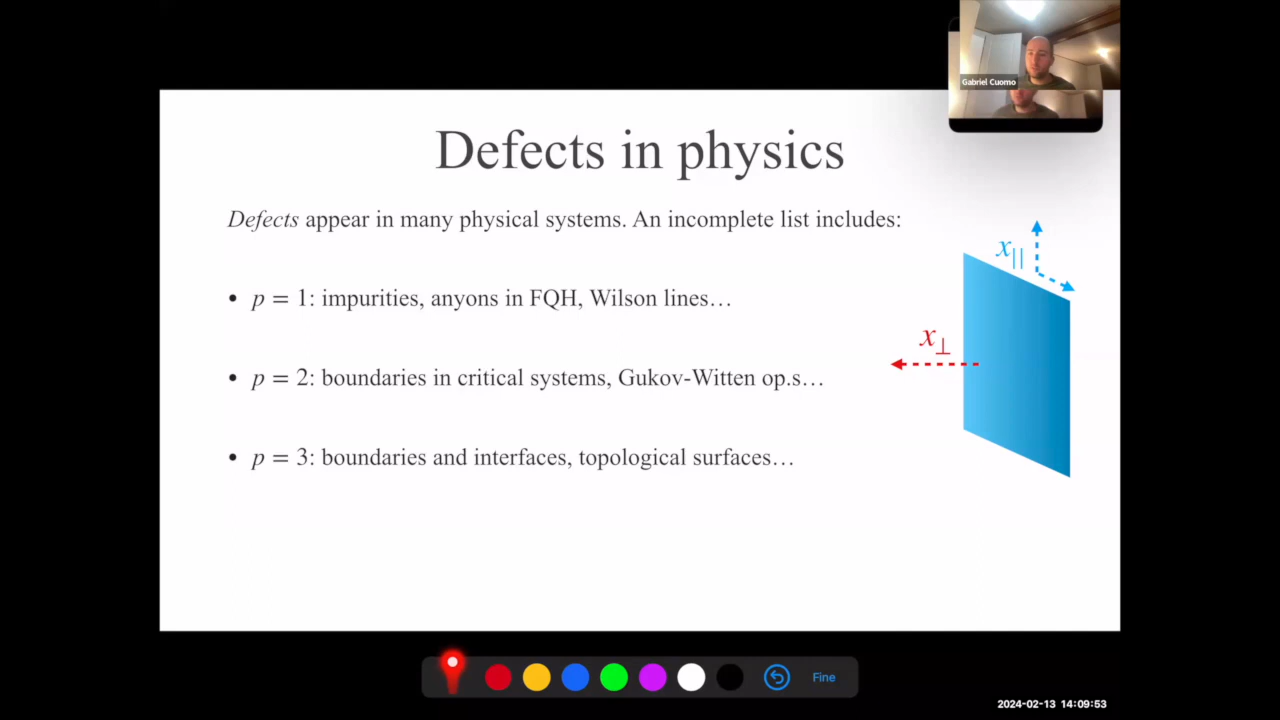 Gabriel Cuomo
Defects in physics
Defects appear in many physical systems. An incomplete list includes:
• p = 1: impurities, anyons in FQH, Wilson lines…
• p = 2: boundaries in critical systems, Gukov-Witten op.s…
• p = 3: boundaries and interfaces, topological surfaces…
x||
x⊥
Fine
2024-02-13 14:09:53